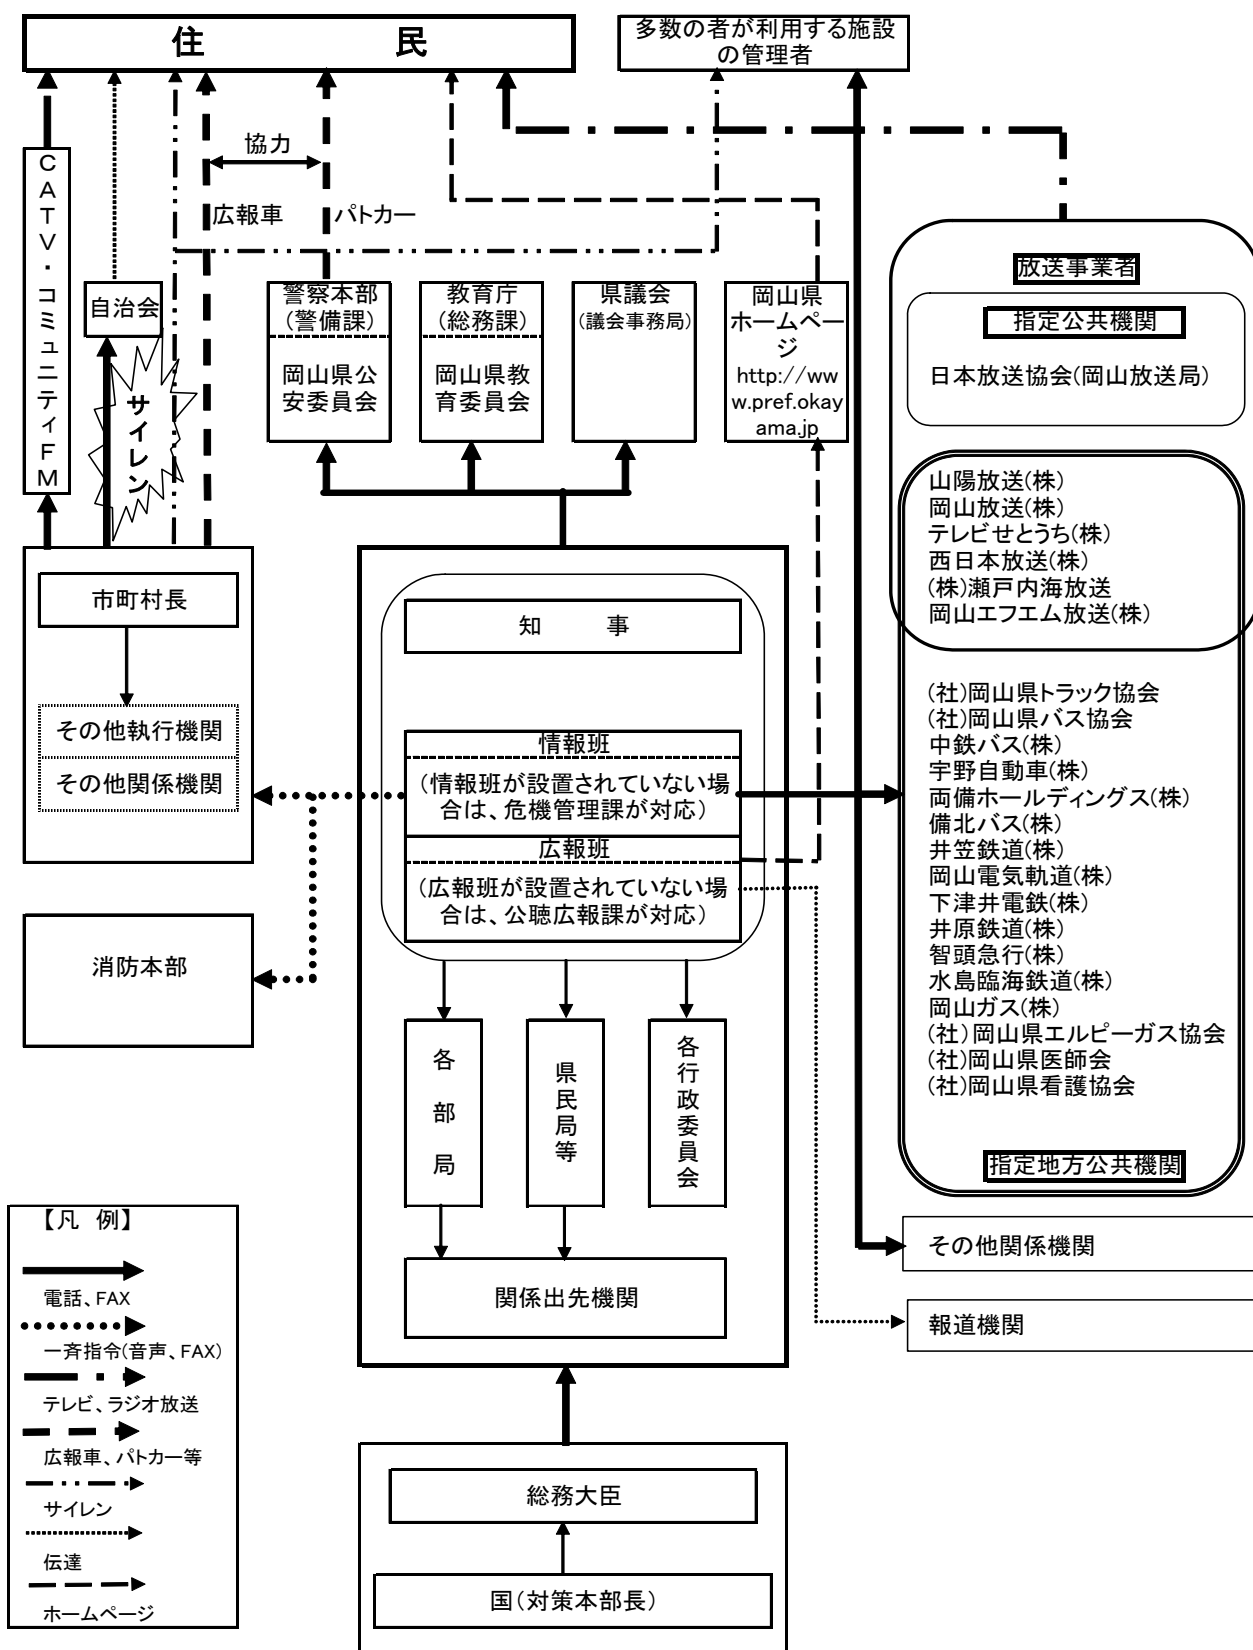 住　民
多数の者が利用する施設
の管理者
協力
広報車
パトカー
CATV・コミュニティFM
自治会
サイレン
警察本部
(警備課)
岡山県公
安委員会
教育庁
(総務課)
岡山県教
育委員会
県議会
(議会事務局)
岡山県
ホームペー
ジ
http://ww
w.pref.okay
ama.jp
放送事業者
指定公共機関
日本放送協会(岡山放送局)
山陽放送(株)
岡山放送(株)
テレビせとうち(株)
西日本放送(株)
(株)瀬戸内海放送
岡山エフエム放送(株)
(社)岡山県トラック協会
(社)岡山県バス協会
中鉄バス(株)
宇野自動車(株)
両備ホールディングス(株)
備北バス(株)
井笠鉄道(株)
岡山電気軌道(株)
下津井電鉄(株)
井原鉄道(株)
智頭急行(株)
水島臨海鉄道(株)
岡山ガス(株)
(社)岡山県エルピーガス協会
(社)岡山県医師会
(社)岡山県看護協会
指定地方公共機関
その他関係機関
報道機関
市町村長
その他執行機関
その他関係機関
消防本部
知　事
情報班
(情報班が設置されていない場
合は、危機管理課が対応)
広報班
(広報班が設置されていない場
合は、公聴広報課が対応)
各部局
県民局等
各行政委員会
関係出先機関
総務大臣
国(対策本部長)
【凡 例】
電話、FAX
一斉指令(音声、FAX)
テレビ、ラジオ放送
広報車、パトカー等
サイレン
伝達
ホームページ